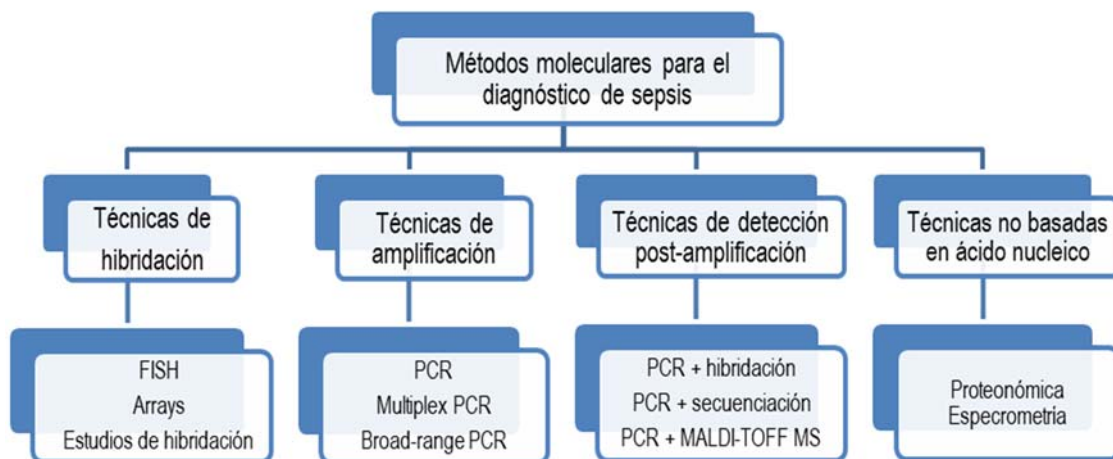 Métodos moleculares para el
diagnóstico de sepsis
Técnicas de
hibridación
Técnicas de
amplificación
Técnicas de detección
post-amplificación
Técnicas no basadas
en ácido nucleico
FISH
Arrays
Estudios de hibridación
PCR
Multiplex PCR
Broad-range PCR
PCR + hibridación
PCR + secuenciación
PCR + MALDI-TOFF MS
Proteonómica
Especrometria